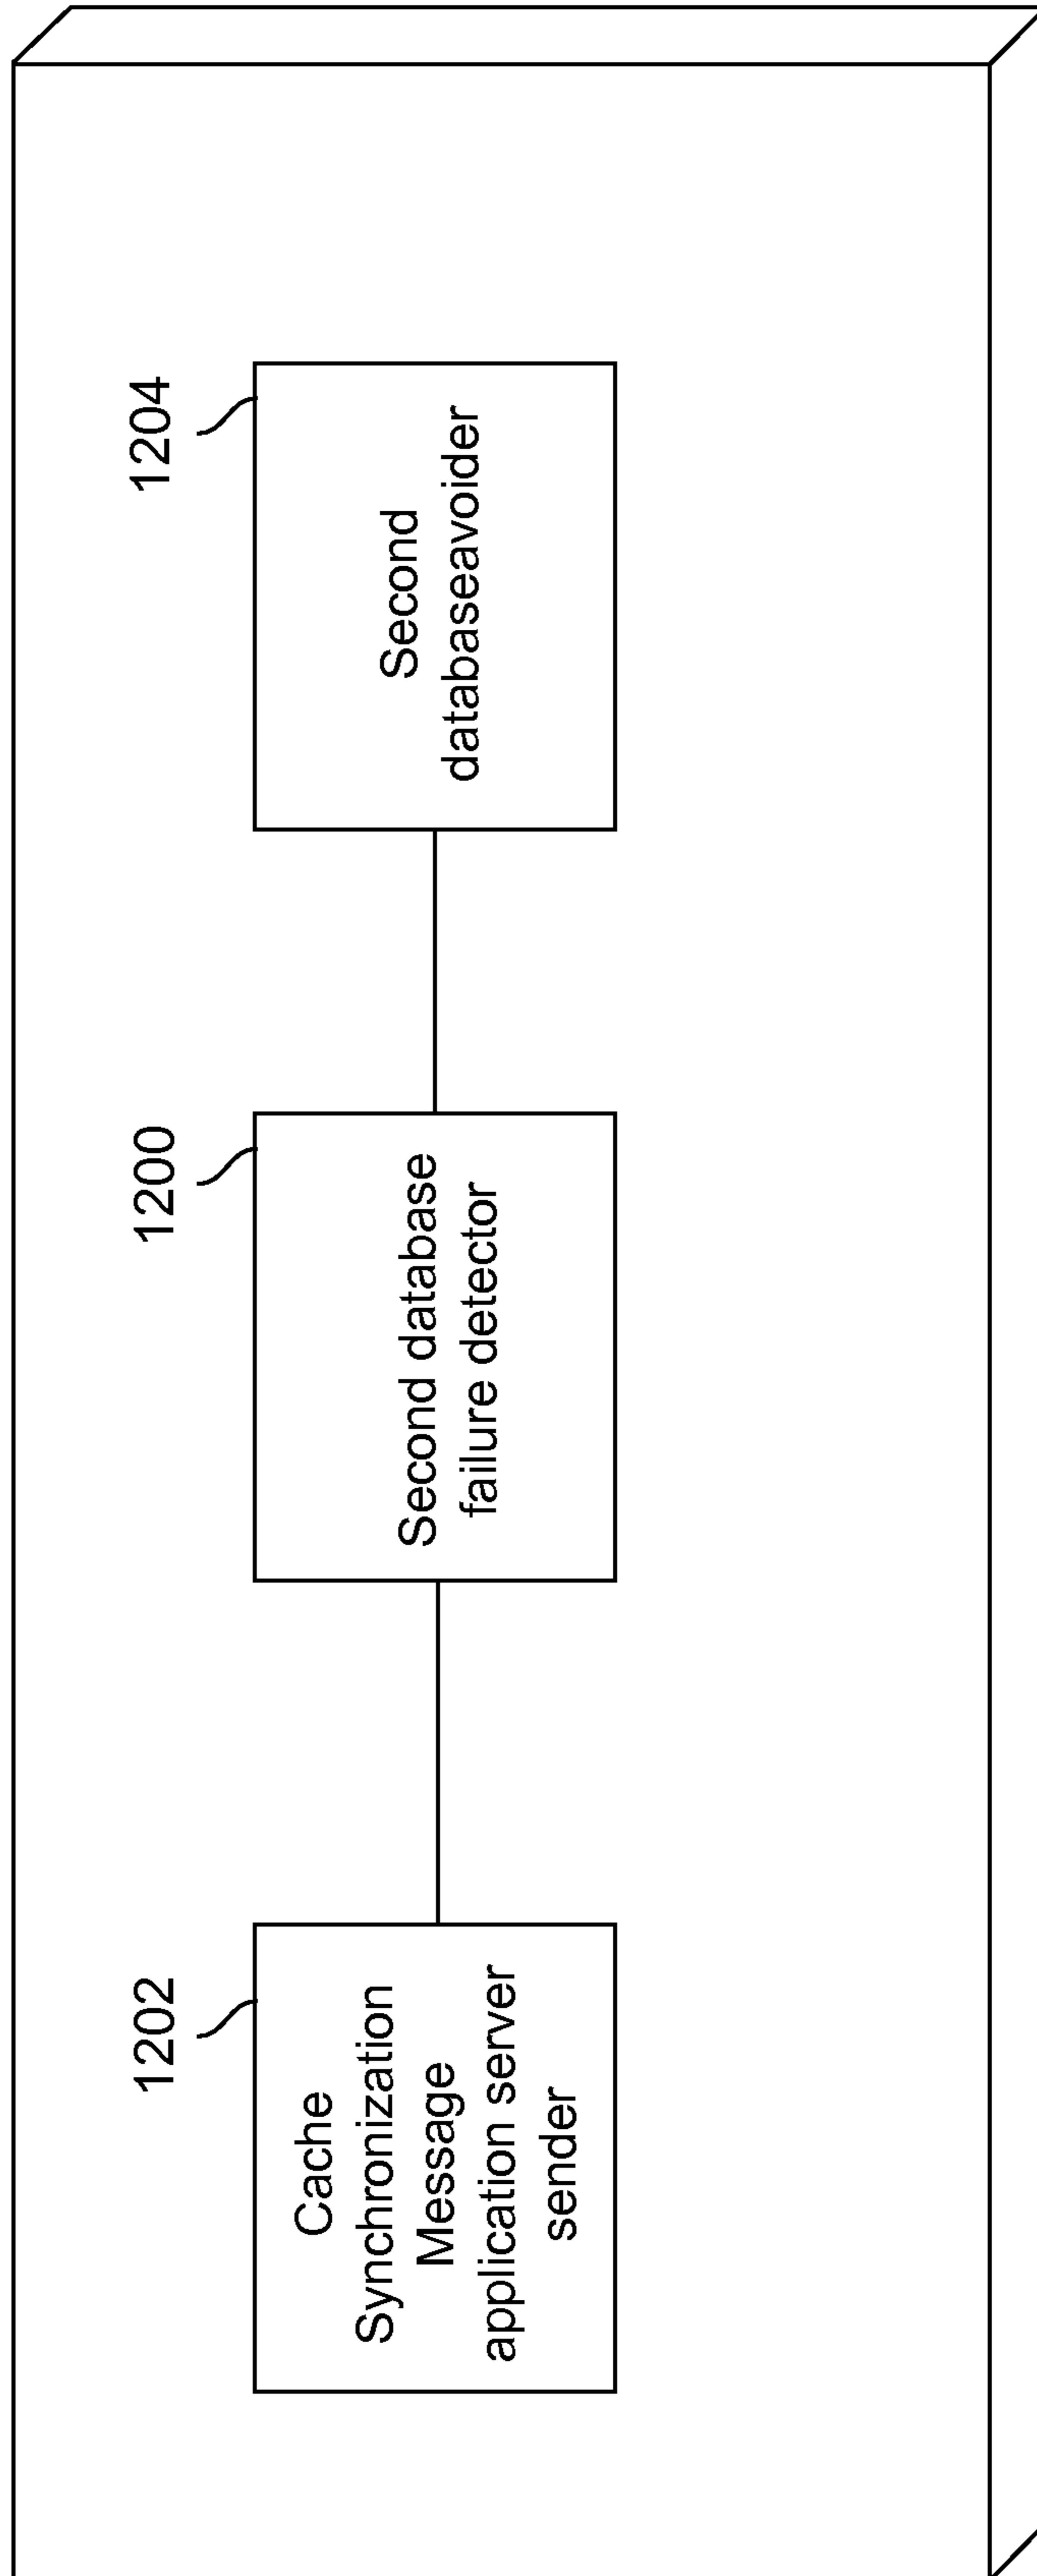 1202
Cache
Synchronization
Message
application server
sender
1200
Second database
failure detector
1204
Second
databaseavoider